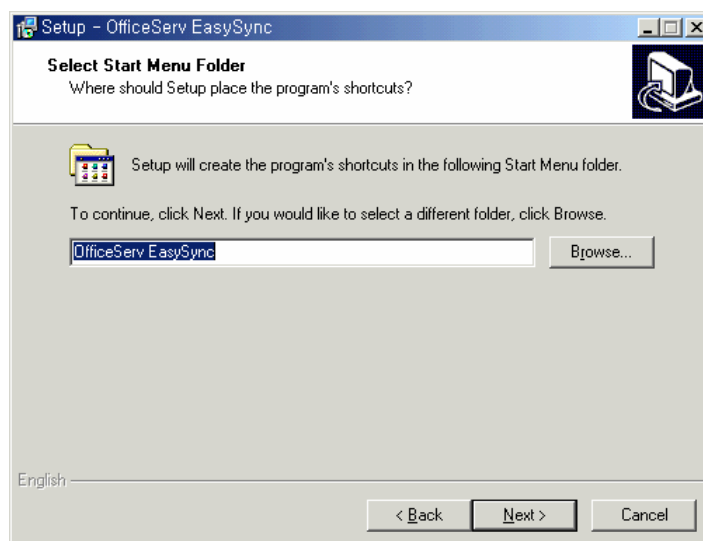 Setup - OfficeServ EasySync
Select Start Menu Folder
Where should Setup place the program's shortcuts?
Setup will create the program's shortcuts in the following Start Menu folder.
To continue, click Next. If you would like to select a different folder, click Browse.
OfficeServ EasySync
Browse...
English
< Back
Next >
Cancel